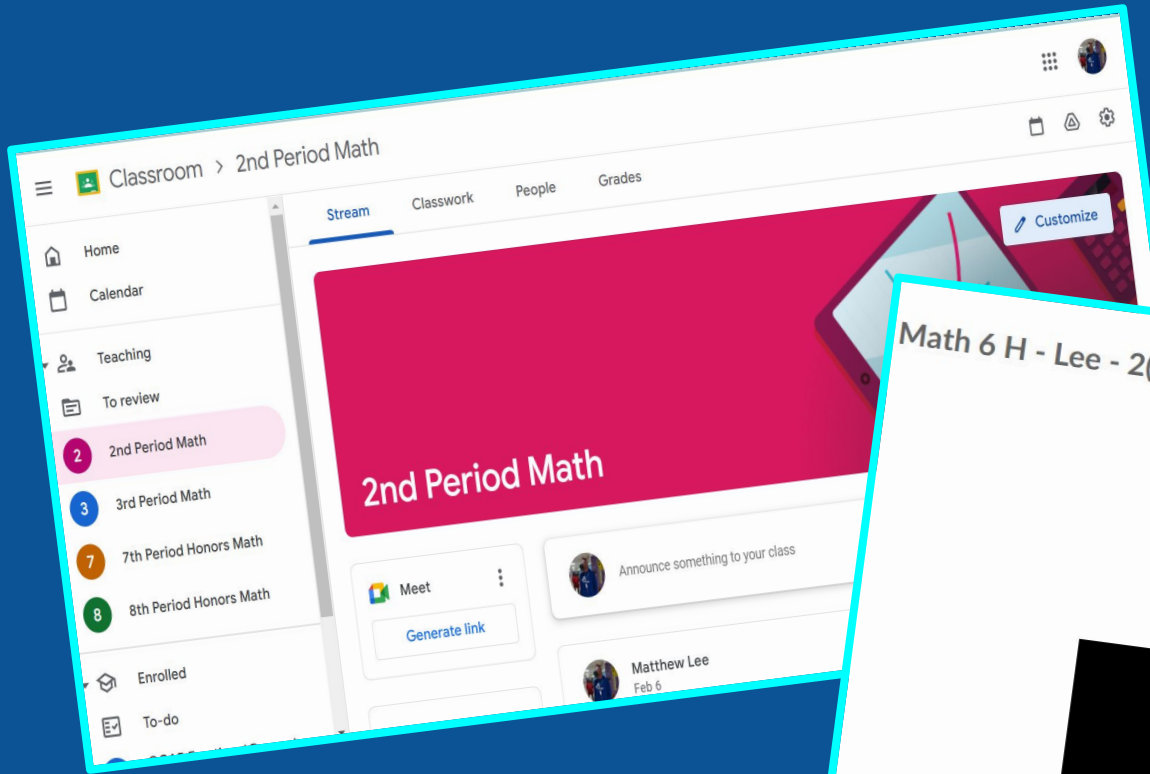 Classroom > 2nd Period Math
Stream Classwork People Grades
Customize
Home
Calendar
Teaching
To review
2 2nd Period Math
3 3rd Period Math
7 7th Period Honors Math
8 8th Period Honors Math
Enrolled
To-do
2nd Period Math
Meet
Generate link
Announce something to your class
Matthew Lee
Feb 6
Math 6 H - Lee - 2(